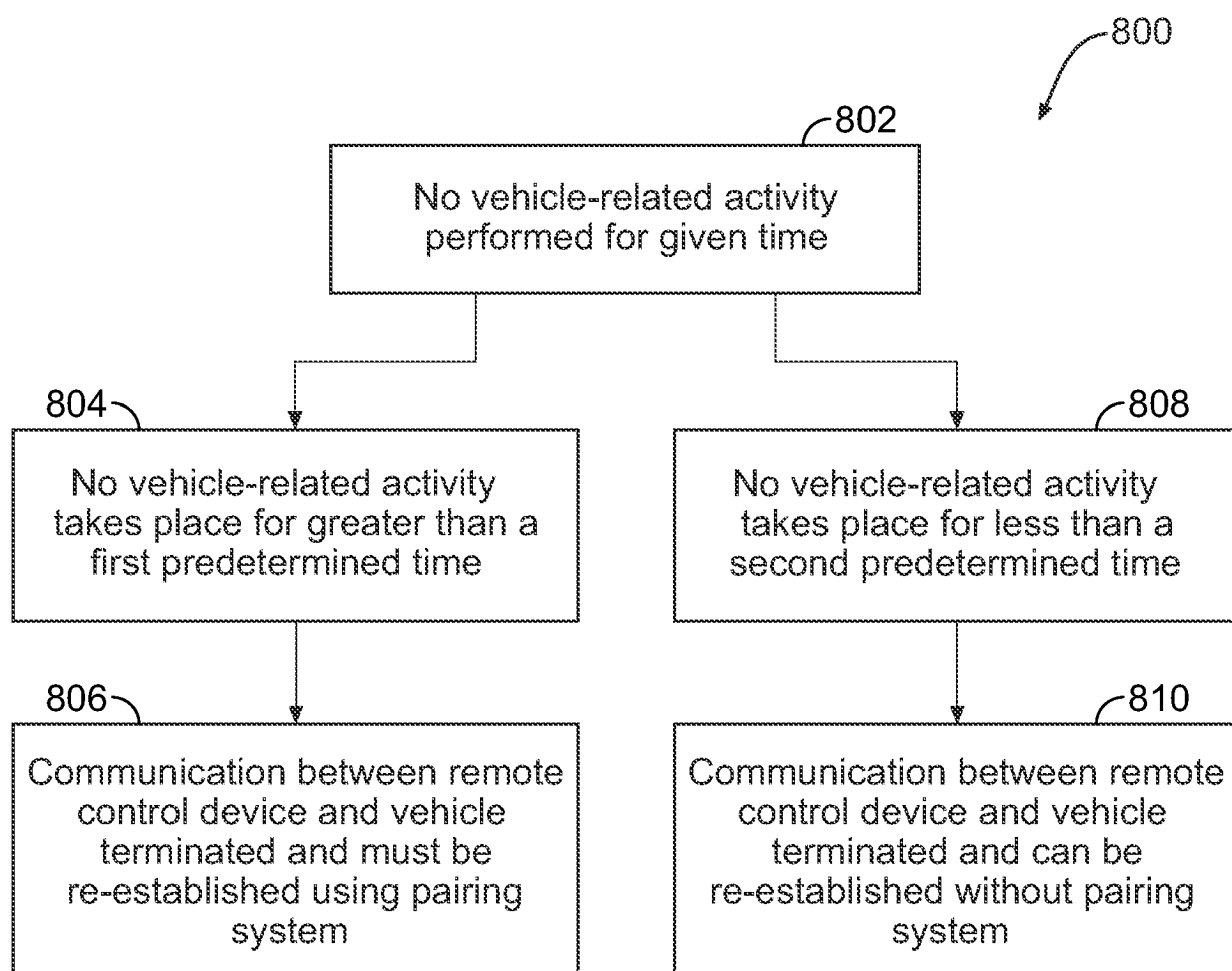 800
802
No vehicle-related activity
performed for given time
804
No vehicle-related activity
takes place for greater than a
first predetermined time
808
No vehicle-related activity
takes place for less than a
second predetermined time
806
Communication between remote
control device and vehicle
terminated and must be
re-established using pairing
system
810
Communication between remote
control device and vehicle
terminated and can be
re-established without pairing
system